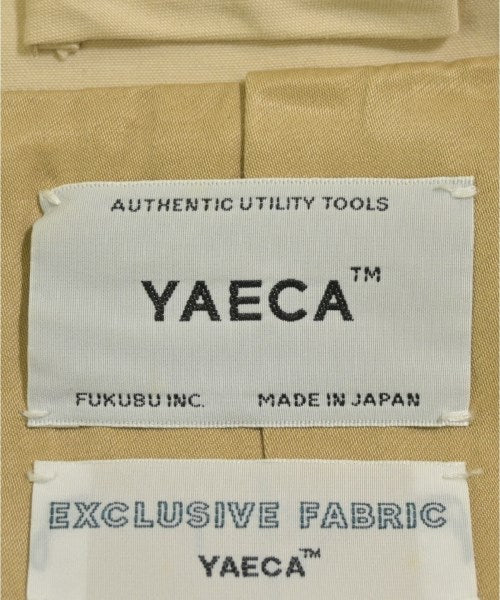 AUTHENTIC UTILITY TOOLS
YAECA™
FUKUBU INC. MADE IN JAPAN
EXCLUSIVE FABRIC
YAECA™